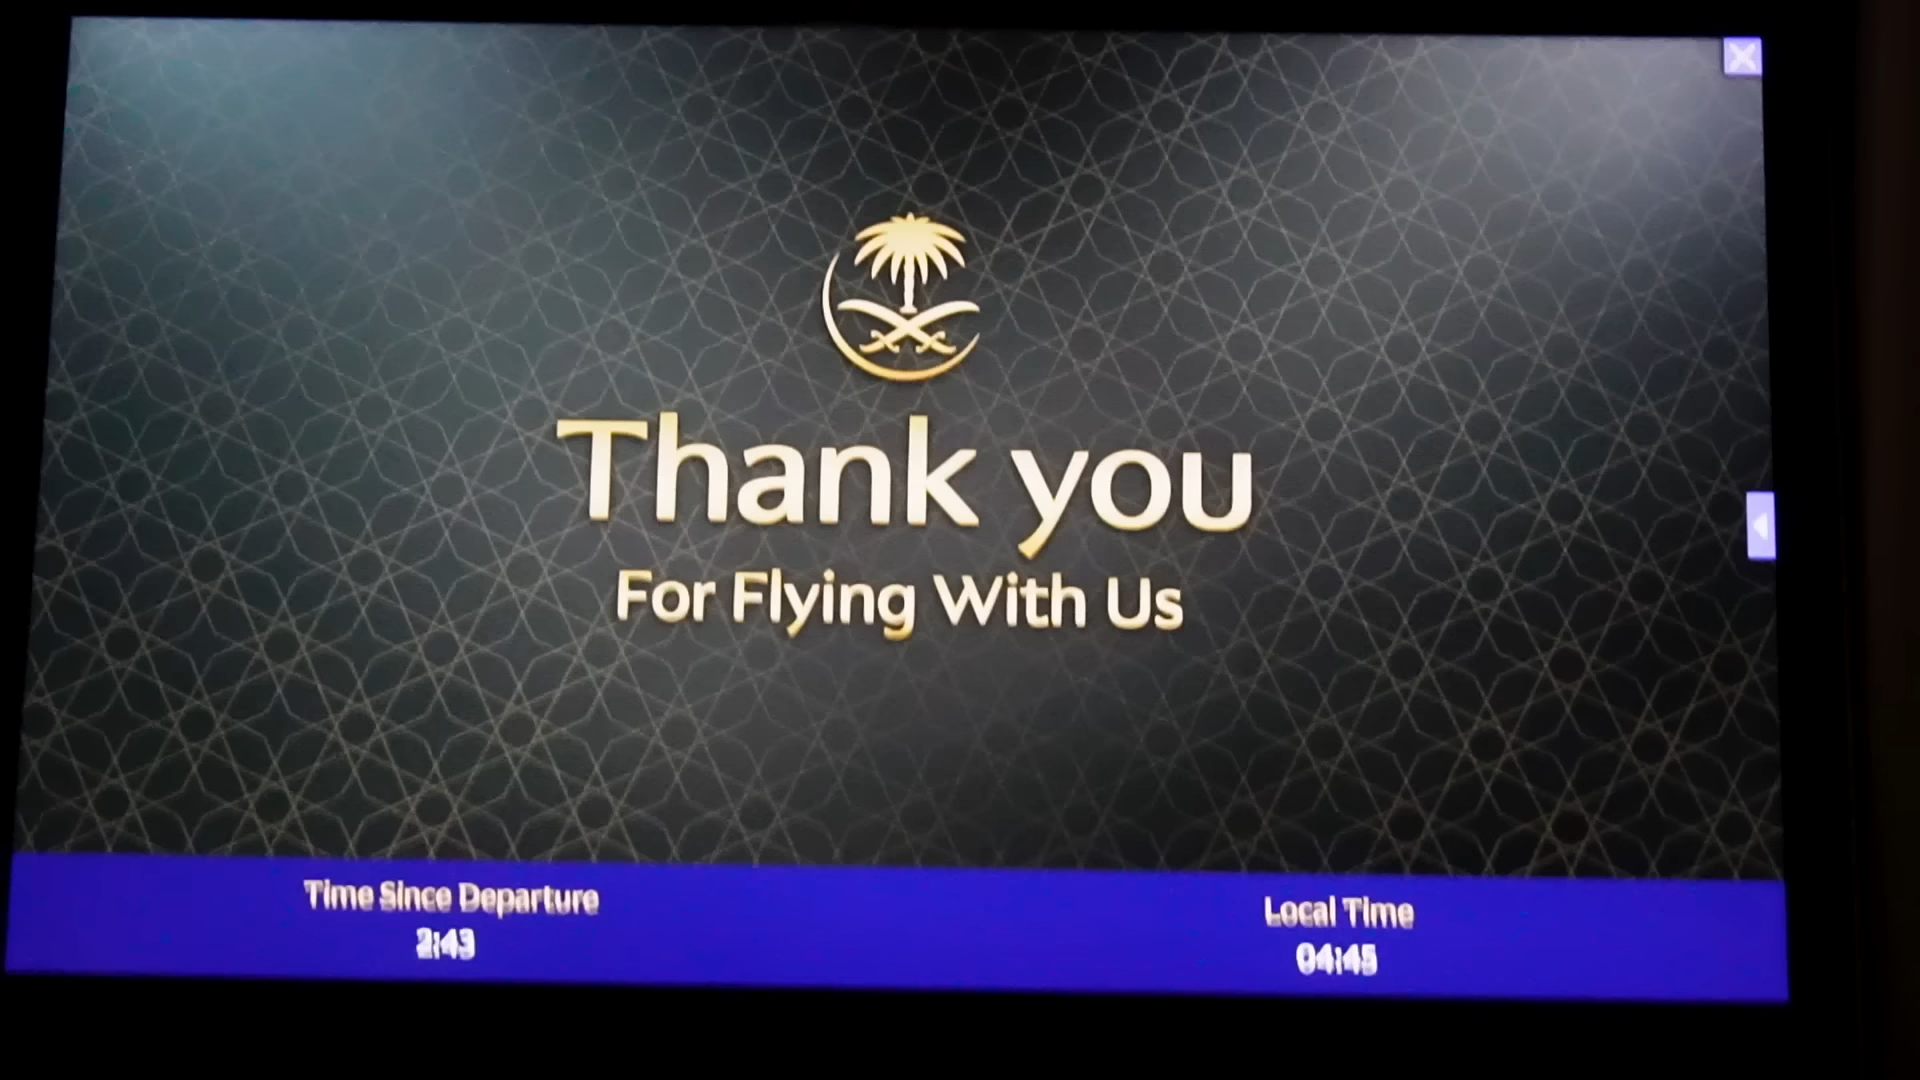 Thank you
For Flying With Us
Time Since Departure
2:43
Local Time
04:45